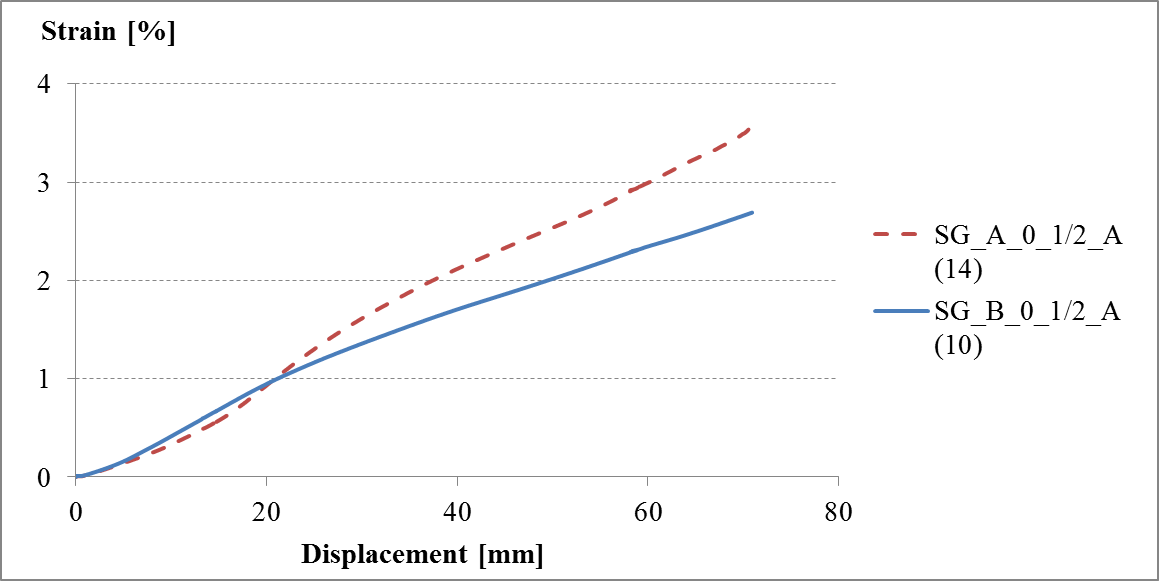 Strain [%]
4
3
2
1
0
0 20 40 60 80
Displacement [mm]
SG_A_0_1/2_A
(14)
SG_B_0_1/2_A
(10)